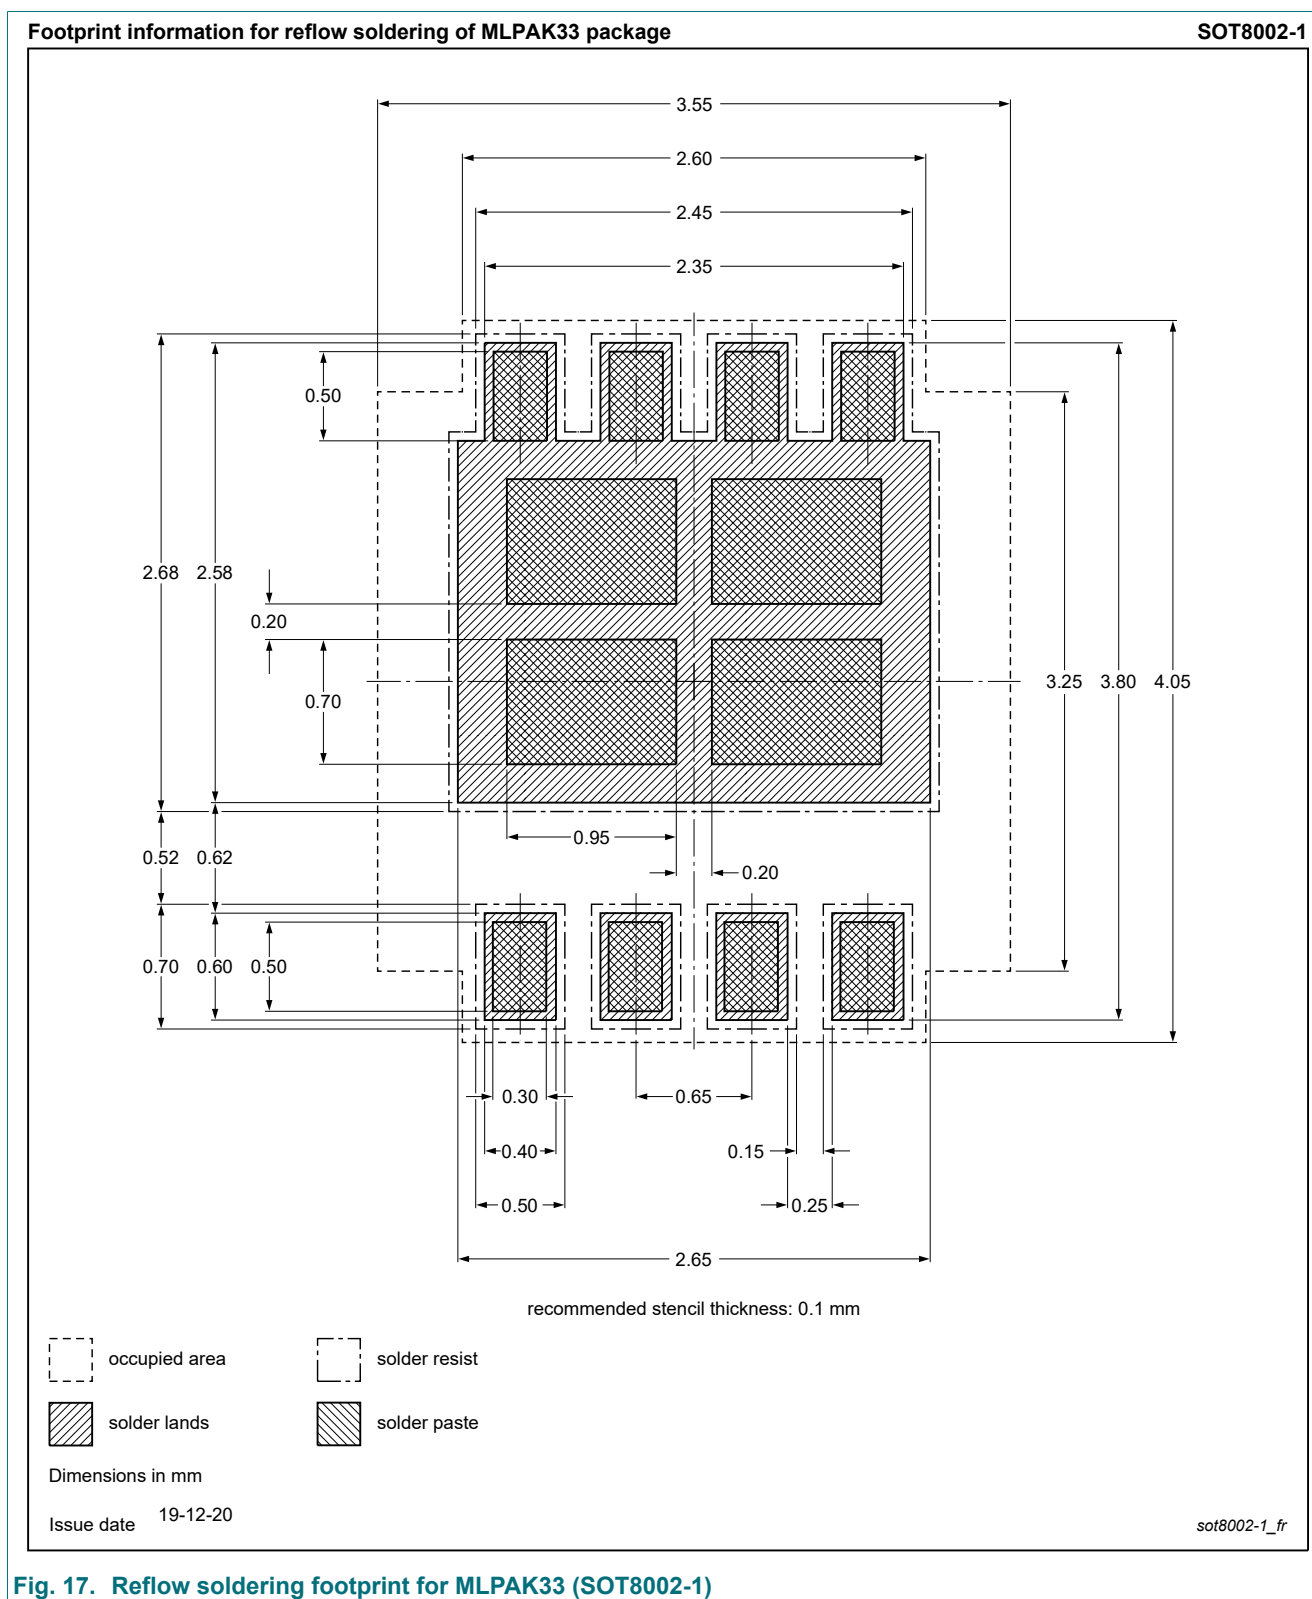 Footprint information for reflow soldering of MLPAK33 package SOT8002-1
3.55
2.60
2.45
2.35
0.50
2.68 2.58
0.20
0.70
3.25 3.80 4.05
0.95
0.52 0.62
0.20
0.70 0.60 0.50
0.30 0.65
0.40 0.15
0.50 0.25
2.65
recommended stencil thickness: 0.1 mm
occupied area solder resist
solder lands solder paste
Dimensions in mm
Issue date 19-12-20
sot8002-1_fr
Fig. 17. Reflow soldering footprint for MLPAK33 (SOT8002-1)